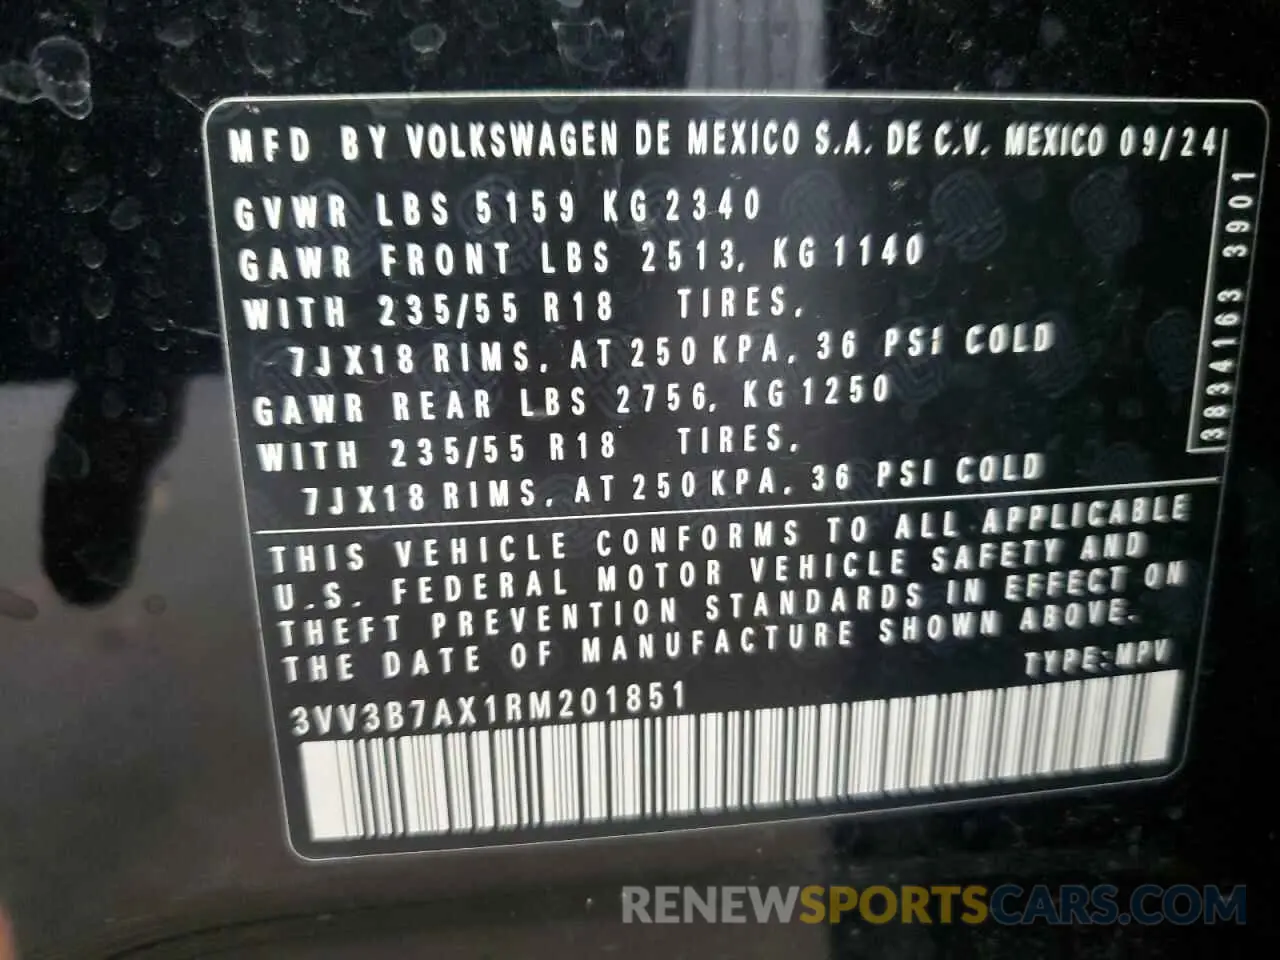 MFD BY VOLKSWAGEN DE MEXICO S.A. DE C.V. MEXICO 09/24
GVWR LBS 5159 KG 2340
GAWR FRONT LBS 2513, KG 1140
WITH 235/55 R18 TIRES,
7JX18 RIMS, AT 250 KPA, 36 PSI COLD
GAWR REAR LBS 2756, KG 1250
WITH 235/55 R18 TIRES,
7JX18 RIMS, AT 250 KPA, 36 PSI COLD
3834163 3901
THIS VEHICLE CONFORMS TO ALL APPLICABLE
U.S. FEDERAL MOTOR VEHICLE SAFETY AND
THEFT PREVENTION STANDARDS IN EFFECT ON
THE DATE OF MANUFACTURE SHOWN ABOVE.
TYPE: MPV
3VV3B7AX1RM201851
RENEWSPORTSCARS.COM